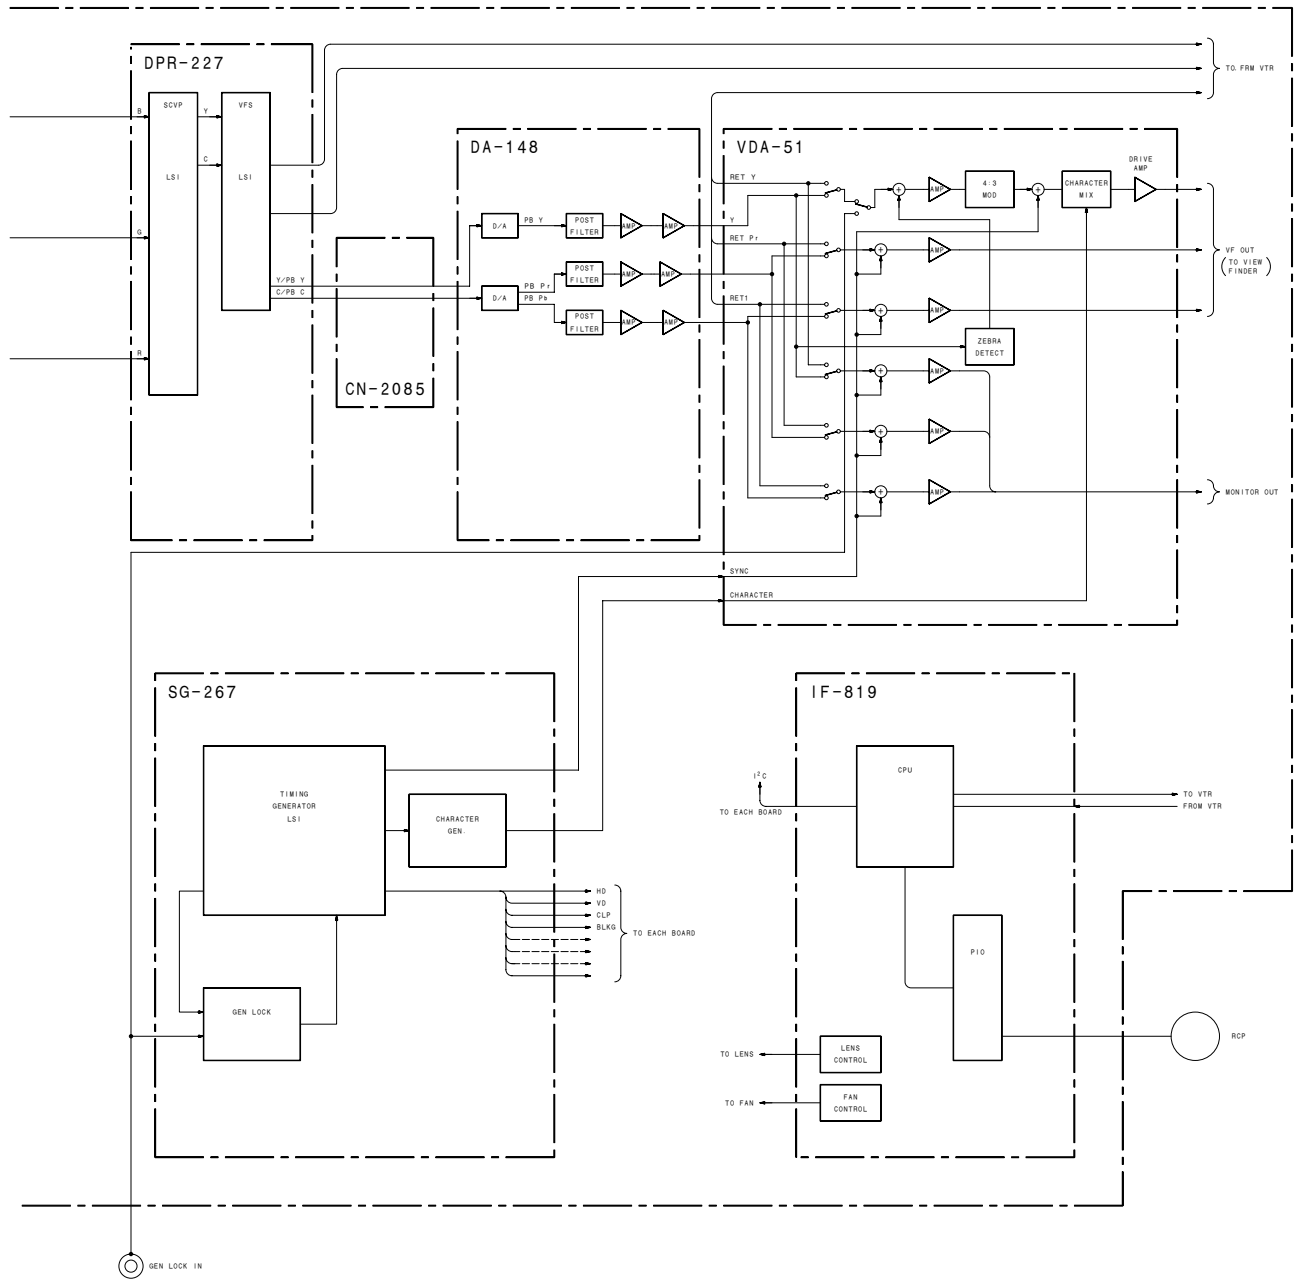 DPR-227
SCVP
LSI
VFS
LSI
B
Y
C
G
R
Y/PB Y
C/PB C
CN-2085
DA-148
D/A
PB Y
POST
FILTER
AMP
AMP
D/A
PB Pr
PB Pb
POST
FILTER
AMP
AMP
POST
FILTER
AMP
AMP
VDA-51
RET Y
Y
RET Pr
RET1
AMP
4:3
MOD
CHARACTER
MIX
DRIVE
AMP
AMP
AMP
ZEBRA
DETECT
AMP
AMP
AMP
SYNC
CHARACTER
TO, FRM VTR
VF OUT
(TO VIEW
FINDER)
MONITOR OUT
SG-267
TIMING
GENERATOR
LSI
CHARACTER
GEN.
GEN LOCK
HD
VD
CLP
BLKG
TO EACH BOARD
IF-819
CPU
I²C
TO EACH BOARD
TO VTR
FROM VTR
PIO
LENS
CONTROL
TO LENS
FAN
CONTROL
TO FAN
RCP
GEN LOCK IN